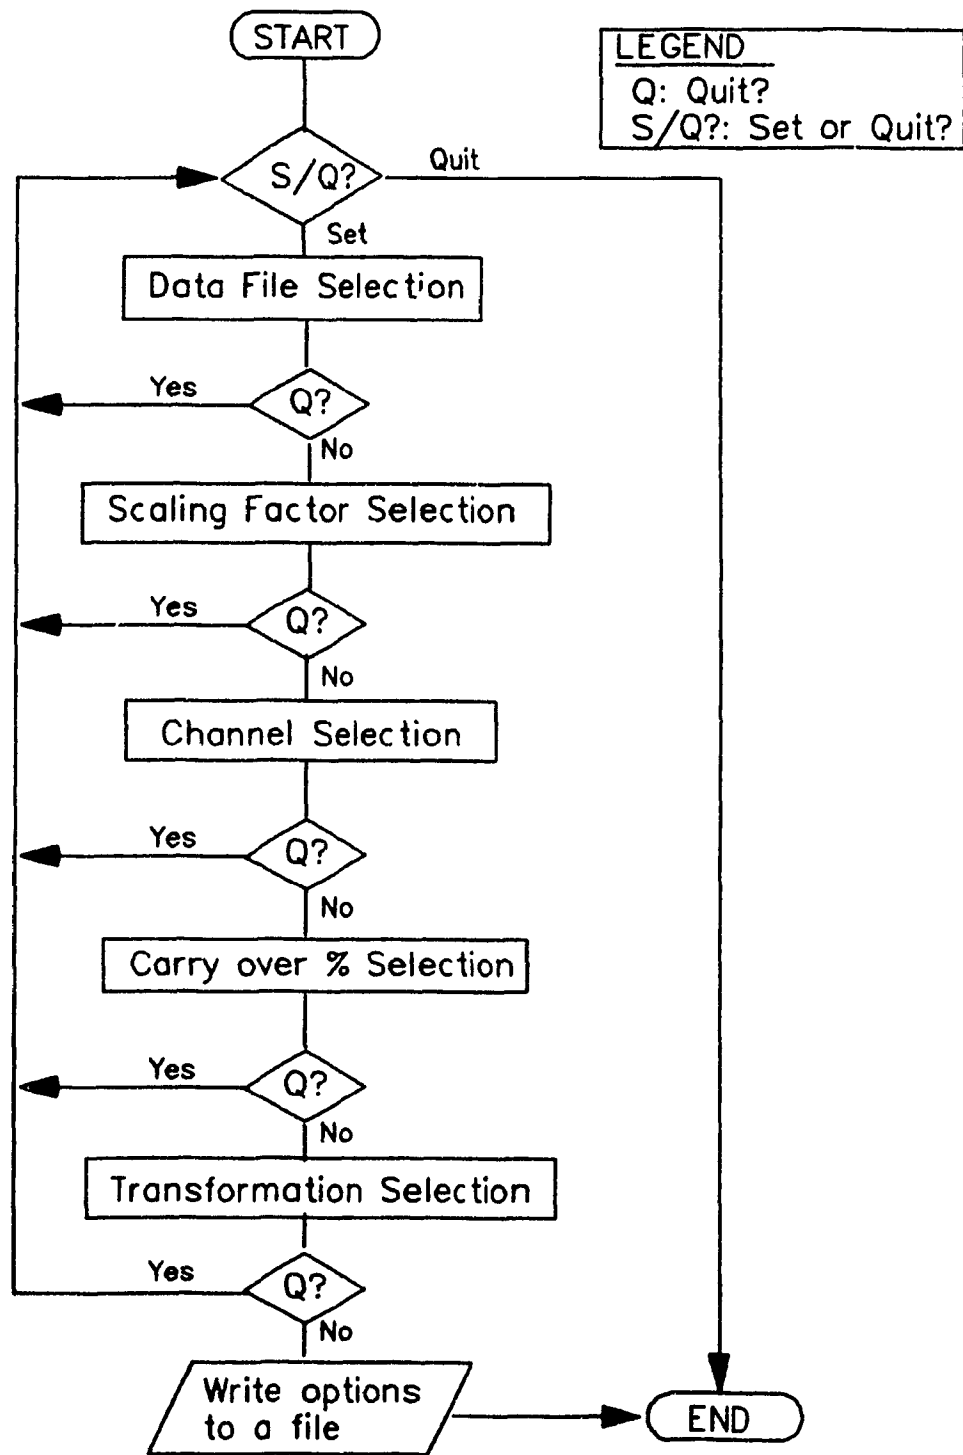 START
LEGEND
Q: Quit?
S/Q?: Set or Quit?
S/Q?
Quit
Set
Data File Selection
Yes
Q?
No
Scaling Factor Selection
Yes
Q?
No
Channel Selection
Yes
Q?
No
Carry over % Selection
Yes
Q?
No
Transformation Selection
Yes
Q?
No
Write options
to a file
END